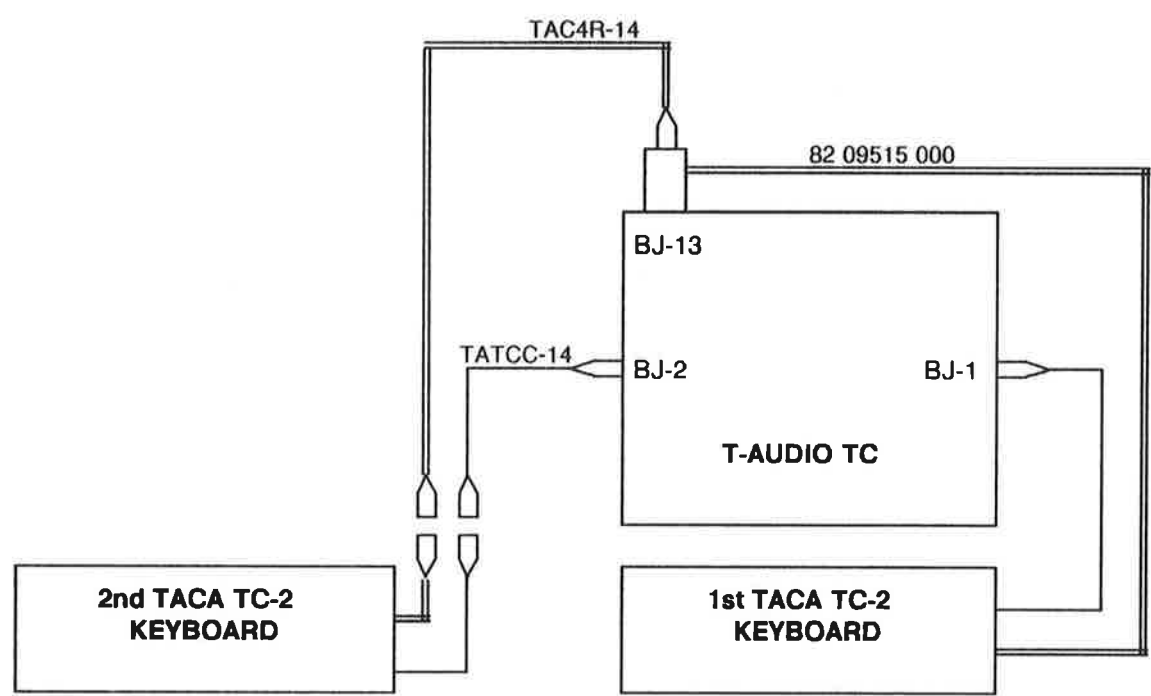 TAC4R-14
82 09515 000
BJ-13
TATCC-14
BJ-2
BJ-1
T-AUDIO TC
2nd TACA TC-2
KEYBOARD
1st TACA TC-2
KEYBOARD